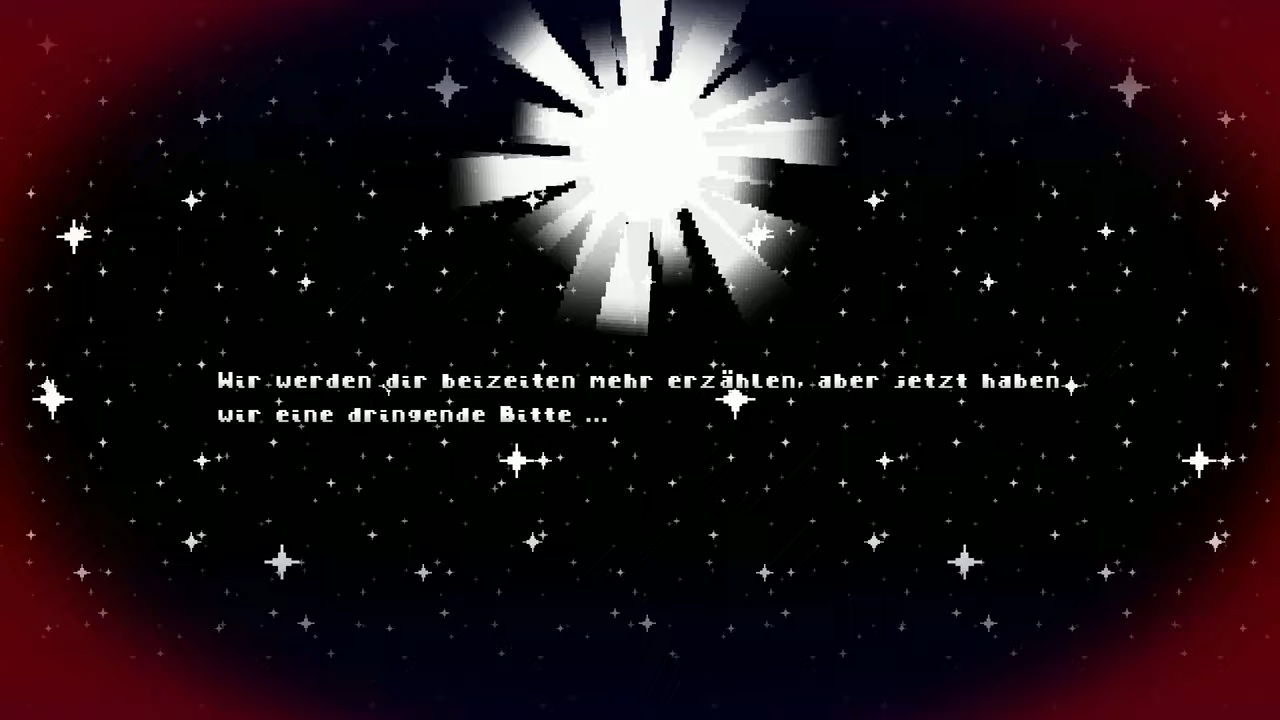 Wir werden dir beizeiten mehr erzählen, aber jetzt haben
wir eine dringende Bitte ...